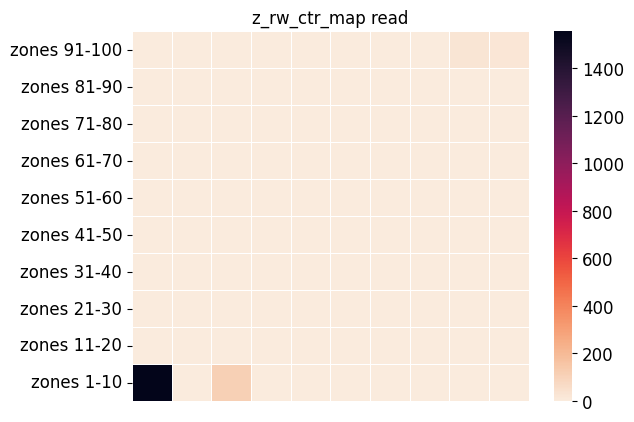 z_rw_ctr_map read
zones 91-100
zones 81-90
zones 71-80
zones 61-70
zones 51-60
zones 41-50
zones 31-40
zones 21-30
zones 11-20
zones 1-10
1400
1200
1000
800
600
400
200
0